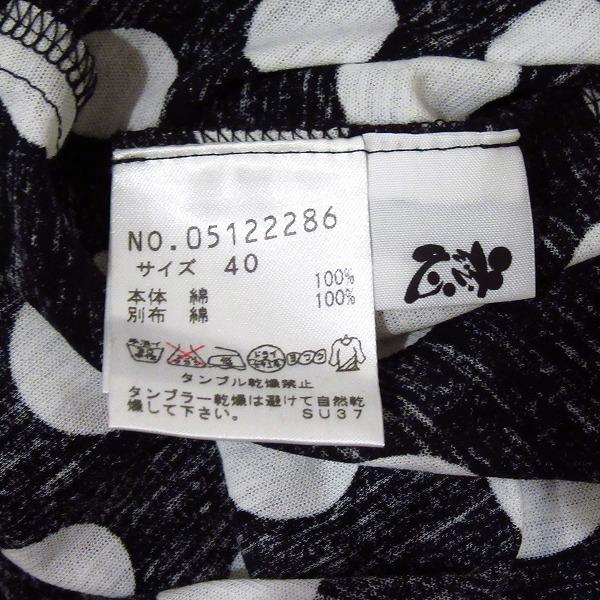 NO.05122286
サイズ 40
本体 綿 100%
別布 綿 100%
タンブル乾燥禁止
タンブラー乾燥は避けて自然乾
燥して下さい。 SU37